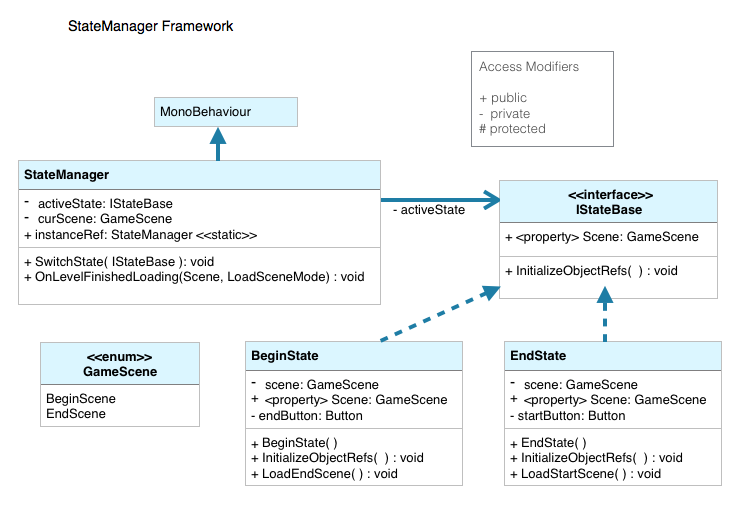 StateManager Framework
Access Modifiers
+ public
- private
# protected
MonoBehaviour
StateManager
- activeState: IStateBase
- curScene: GameScene
+ instanceRef: StateManager <<static>>
+ SwitchState( IStateBase ): void
+ OnLevelFinishedLoading(Scene, LoadSceneMode) : void
- activeState
<<interface>>
IStateBase
+ <property> Scene: GameScene
+ InitializeObjectRefs( ) : void
<<enum>>
GameScene
BeginScene
EndScene
BeginState
- scene: GameScene
+ <property> Scene: GameScene
- endButton: Button
+ BeginState( )
+ InitializeObjectRefs( ) : void
+ LoadEndScene( ) : void
EndState
- scene: GameScene
+ <property> Scene: GameScene
- startButton: Button
+ EndState( )
+ InitializeObjectRefs( ) : void
+ LoadStartScene( ) : void